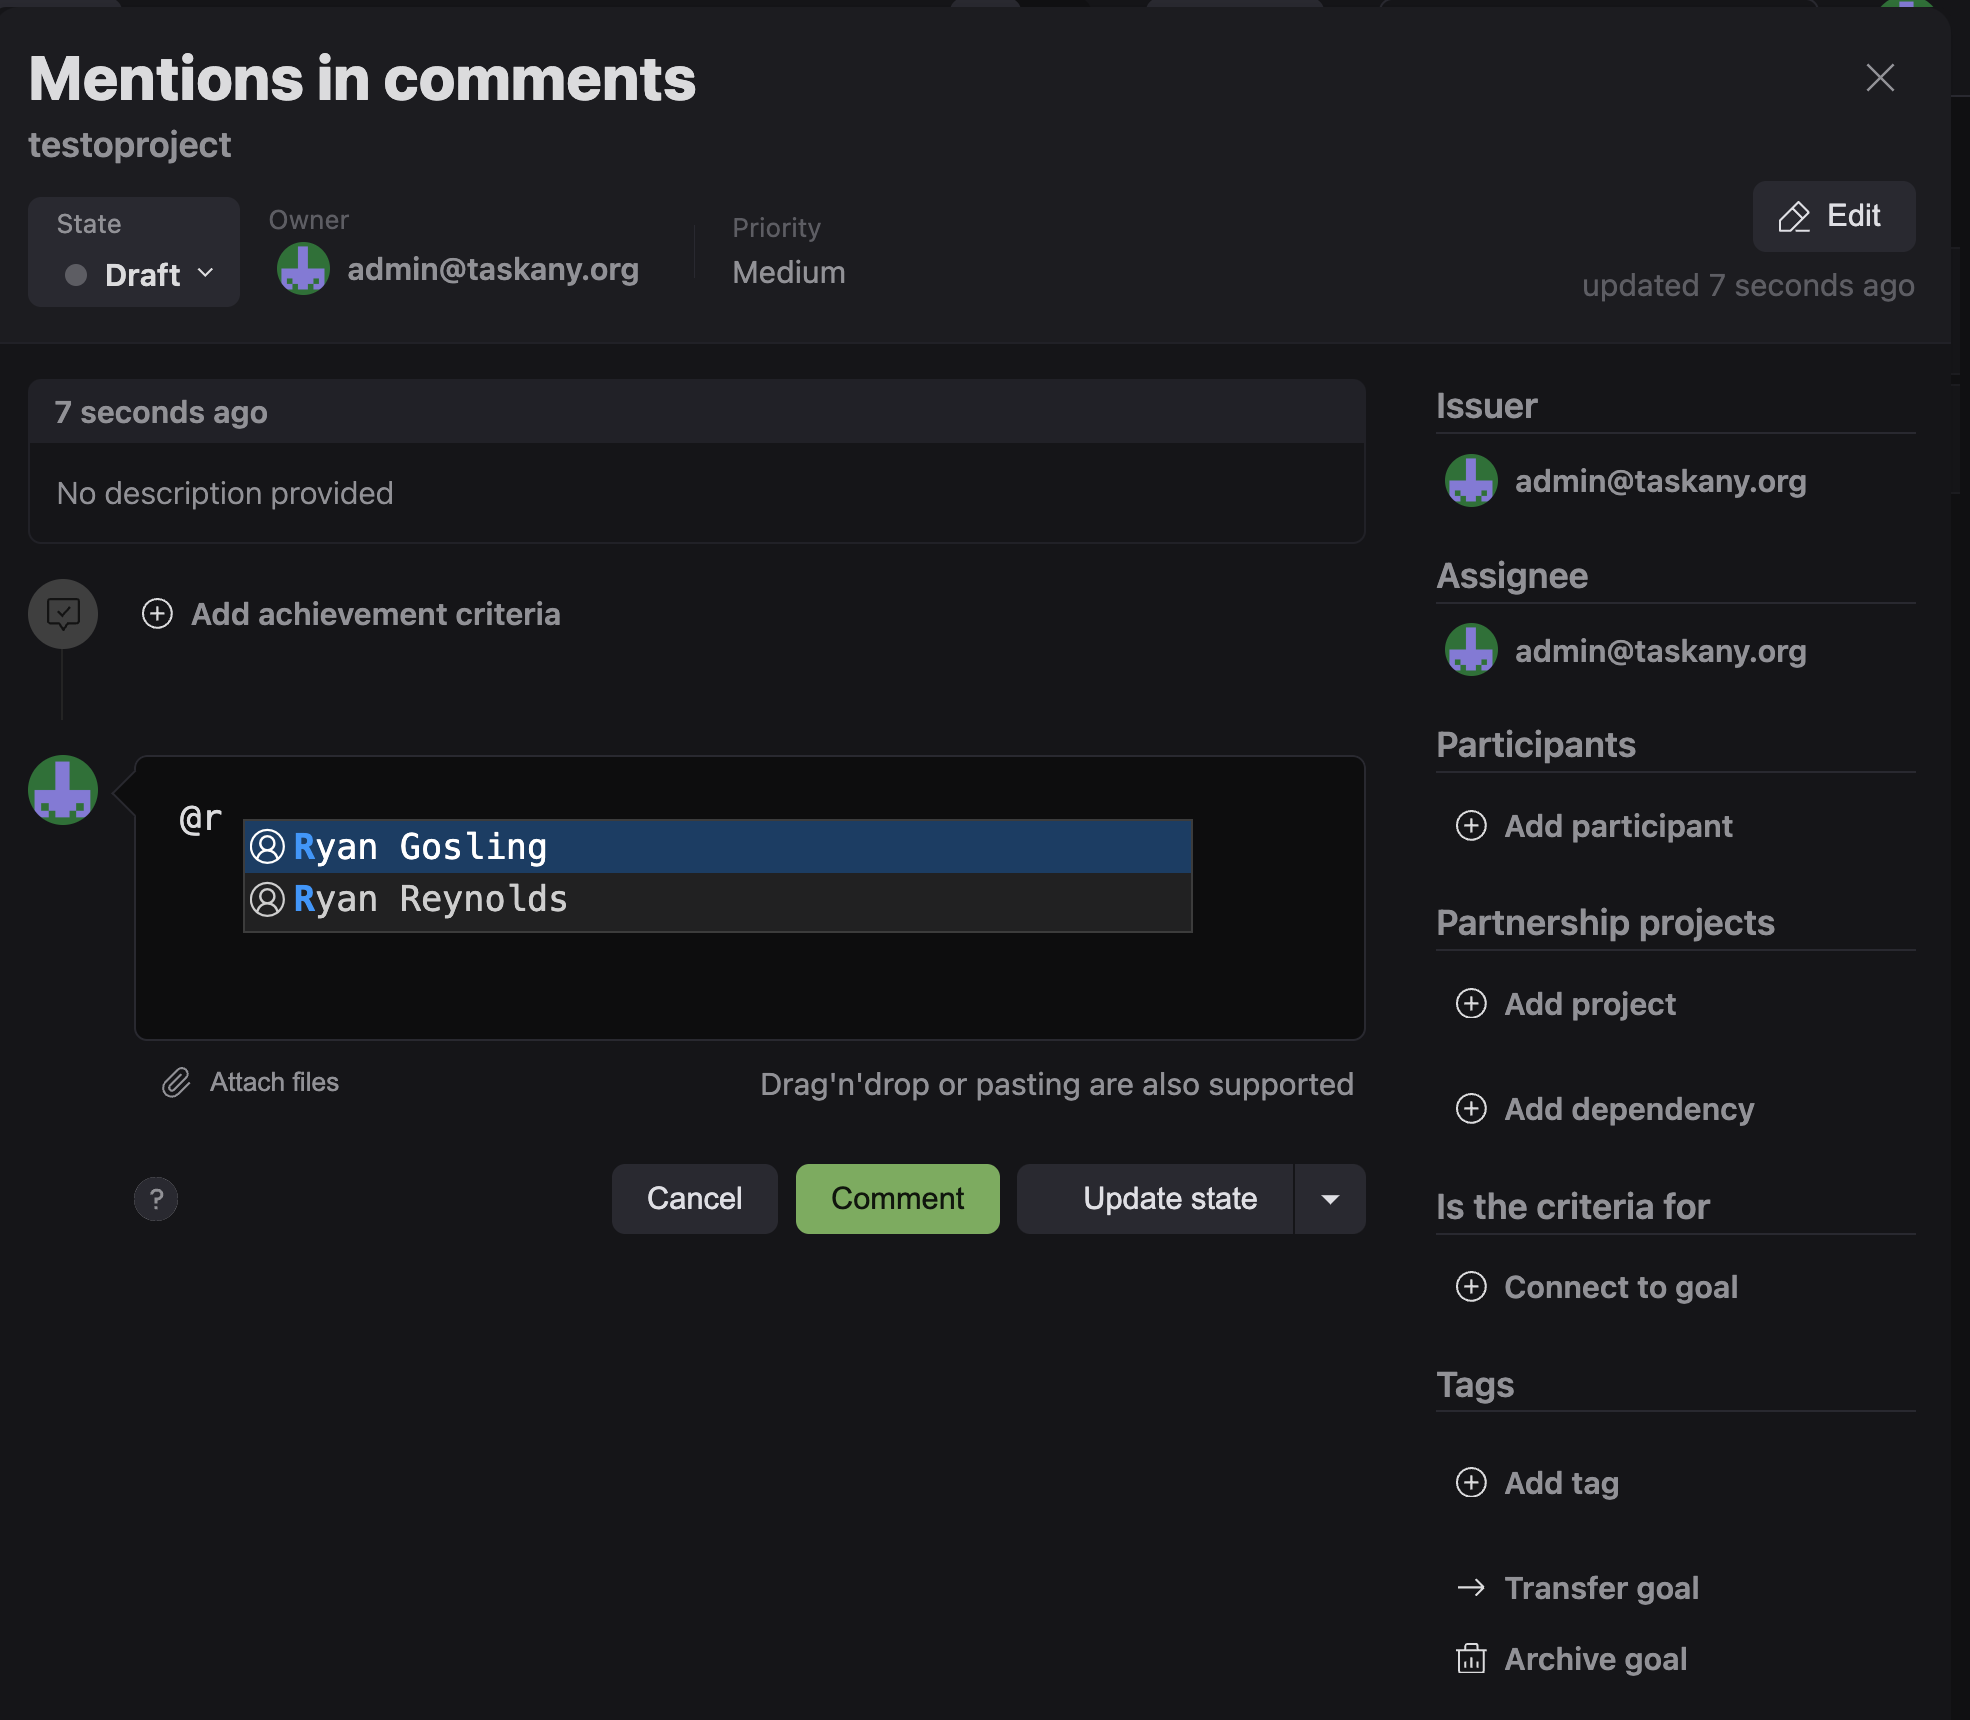 Mentions in comments
testoproject
State
Draft
Owner
admin@taskany.org
Priority
Medium
Edit
updated 7 seconds ago
7 seconds ago
No description provided
Add achievement criteria
@r
Ryan Gosling
Ryan Reynolds
Attach files
Drag'n'drop or pasting are also supported
?
Cancel
Comment
Update state
Issuer
admin@taskany.org
Assignee
admin@taskany.org
Participants
Add participant
Partnership projects
Add project
Add dependency
Is the criteria for
Connect to goal
Tags
Add tag
Transfer goal
Archive goal